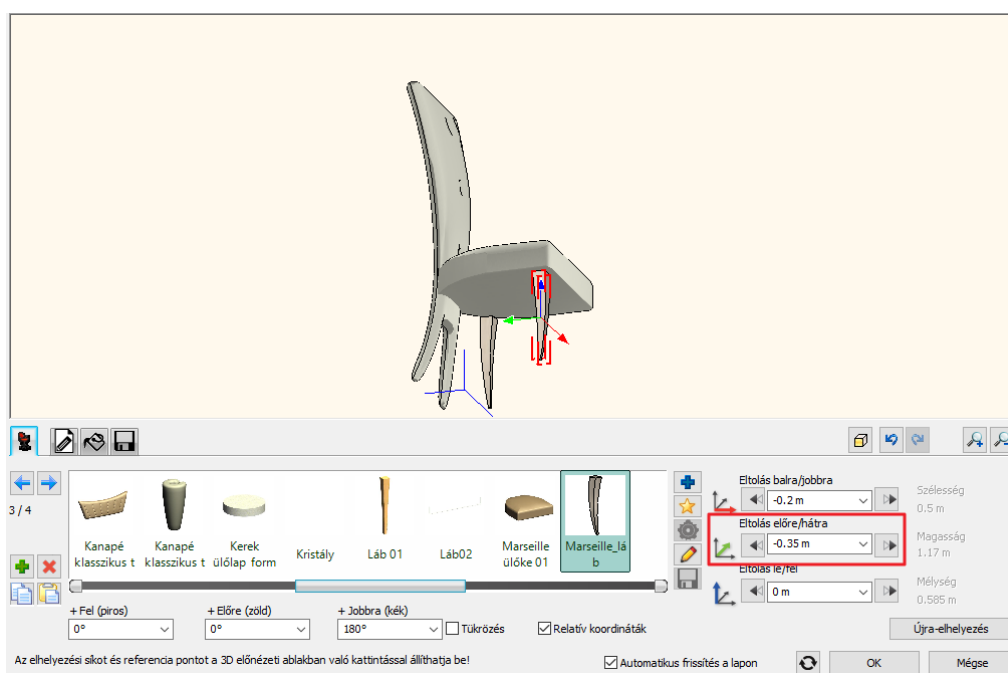 3 / 4
Kanapé
klasszikus t
Kanapé
klasszikus t
Kerek
ülőlap form
Kristály
Láb 01
Láb02
Marseille
ülőke 01
Marseille_lá
b
Eltolás balra/jobbra
-0.2 m
Eltolás előre/hátra
-0.35 m
Eltolás le/fel
0 m
Szélesség
0.5 m
Magasság
1.17 m
Mélység
0.585 m
+ Fel (piros)
0°
+ Előre (zöld)
0°
+ Jobbra (kék)
180°
Tükrözés
Relatív koordináták
Újra-elhelyezés
Az elhelyezési síkot és referencia pontot a 3D előnézeti ablakban való kattintással állíthatja be!
Automatikus frissítés a lapon
OK
Mégse